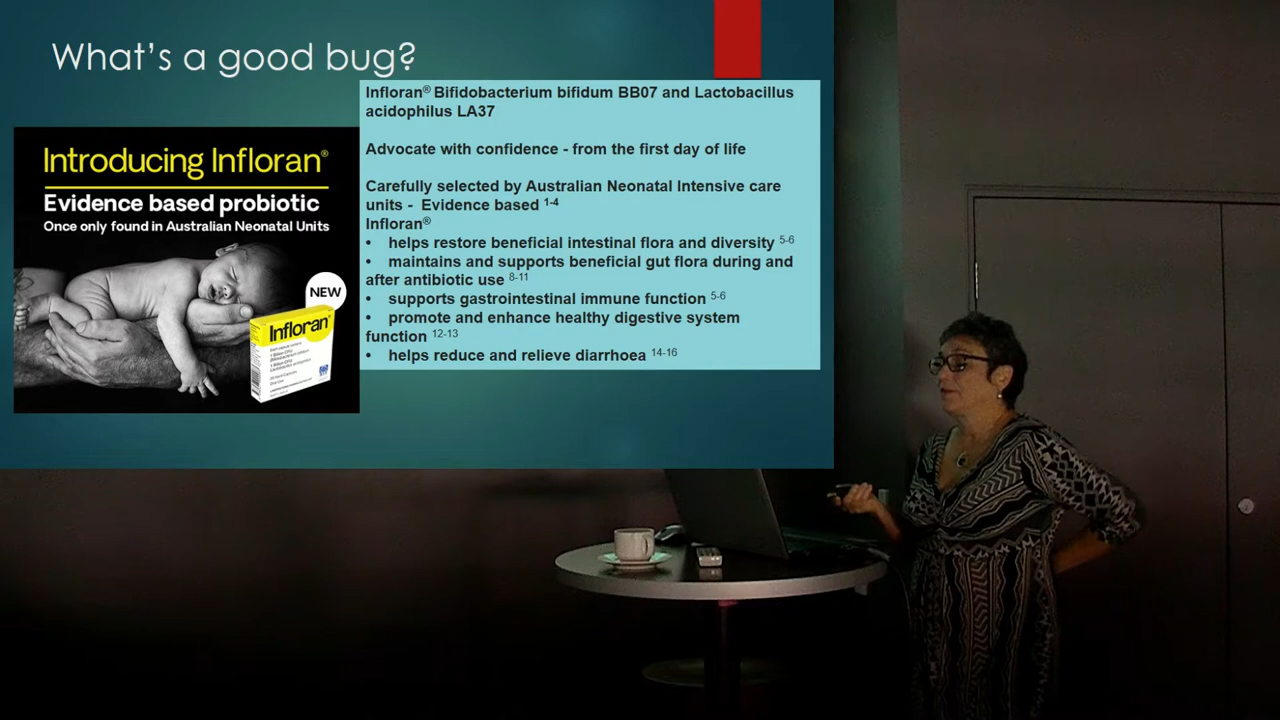 What's a good bug?
Infloran® Bifidobacterium bifidum BB07 and Lactobacillus
acidophilus LA37
Advocate with confidence - from the first day of life
Carefully selected by Australian Neonatal Intensive care
units - Evidence based 1-4
Infloran®
• helps restore beneficial intestinal flora and diversity 5-6
• maintains and supports beneficial gut flora during and
after antibiotic use 8-11
• supports gastrointestinal immune function 5-6
• promote and enhance healthy digestive system
function 12-13
• helps reduce and relieve diarrhoea 14-16
Introducing Infloran®
Evidence based probiotic
Once only found in Australian Neonatal Units
NEW
Infloran